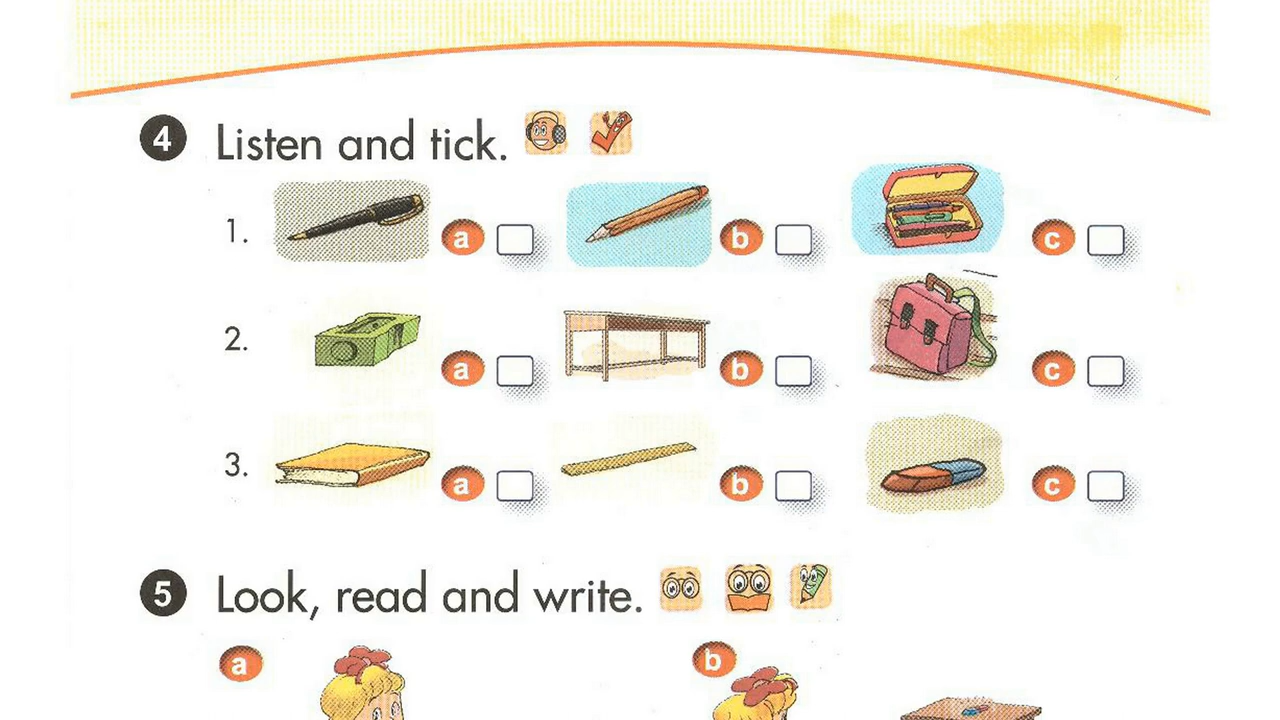 4 Listen and tick.
1. a b c
2. a b c
3. a b c
5 Look, read and write.
a b